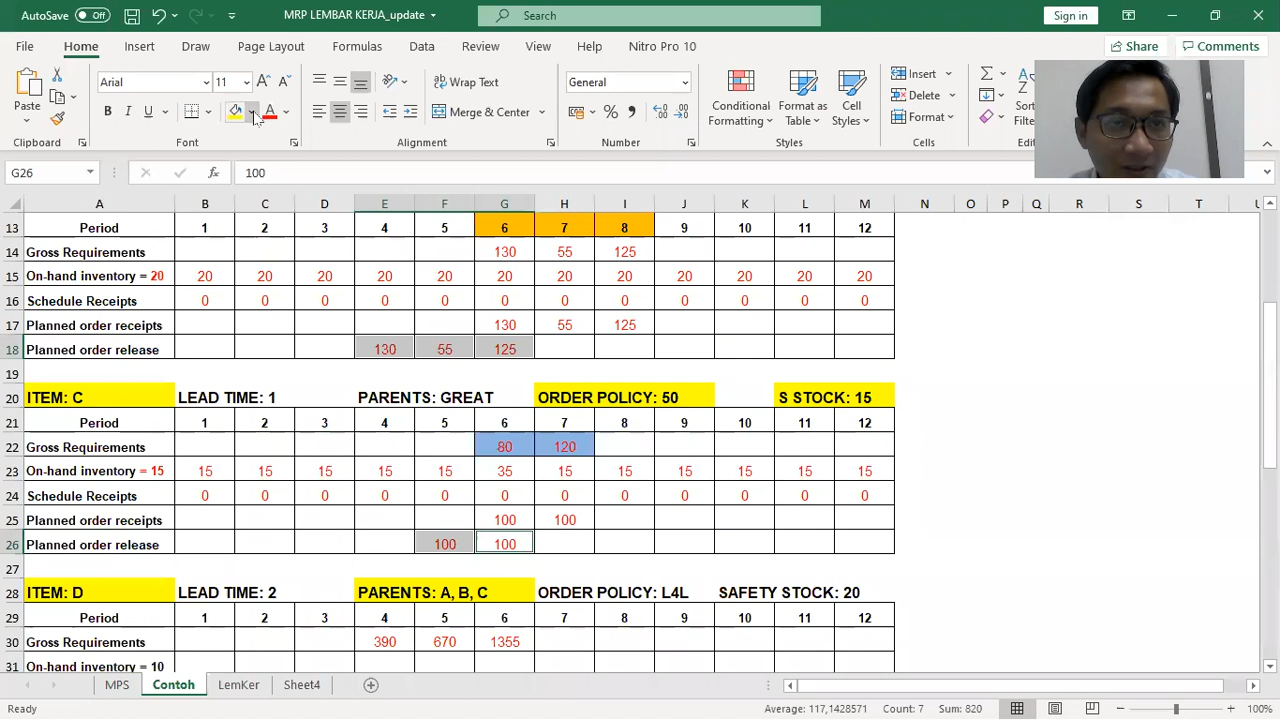 AutoSave Off MRP LEMBAR KERJA_update Search Sign in
File Home Insert Draw Page Layout Formulas Data Review View Help Nitro Pro 10 Share Comments
Paste Arial 11 Wrap Text General Conditional Formatting Format as Table Cell Styles Insert
B I U Merge & Center Delete Sort
Format
Clipboard Font Alignment Number Styles Cells
G26 fx 100
A B C D E F G H I J K L M N O P Q R S T
13 Period 1 2 3 4 5 6 7 8 9 10 11 12
14 Gross Requirements 130 55 125
15 On-hand inventory = 20 20 20 20 20 20 20 20 20 20 20 20 20
16 Schedule Receipts 0 0 0 0 0 0 0 0 0 0 0 0
17 Planned order receipts 130 55 125
18 Planned order release 130 55 125
19
20 ITEM: C LEAD TIME: 1 PARENTS: GREAT ORDER POLICY: 50 S STOCK: 15
21 Period 1 2 3 4 5 6 7 8 9 10 11 12
22 Gross Requirements 80 120
23 On-hand inventory = 15 15 15 15 15 15 35 15 15 15 15 15 15
24 Schedule Receipts 0 0 0 0 0 0 0 0 0 0 0 0
25 Planned order receipts 100 100
26 Planned order release 100 100
27
28 ITEM: D LEAD TIME: 2 PARENTS: A, B, C ORDER POLICY: L4L SAFETY STOCK: 20
29 Period 1 2 3 4 5 6 7 8 9 10 11 12
30 Gross Requirements 390 670 1355
31 On-hand inventory = 10
MPS Contoh LemKer Sheet4
Ready Average: 117,1428571 Count: 7 Sum: 820 100%